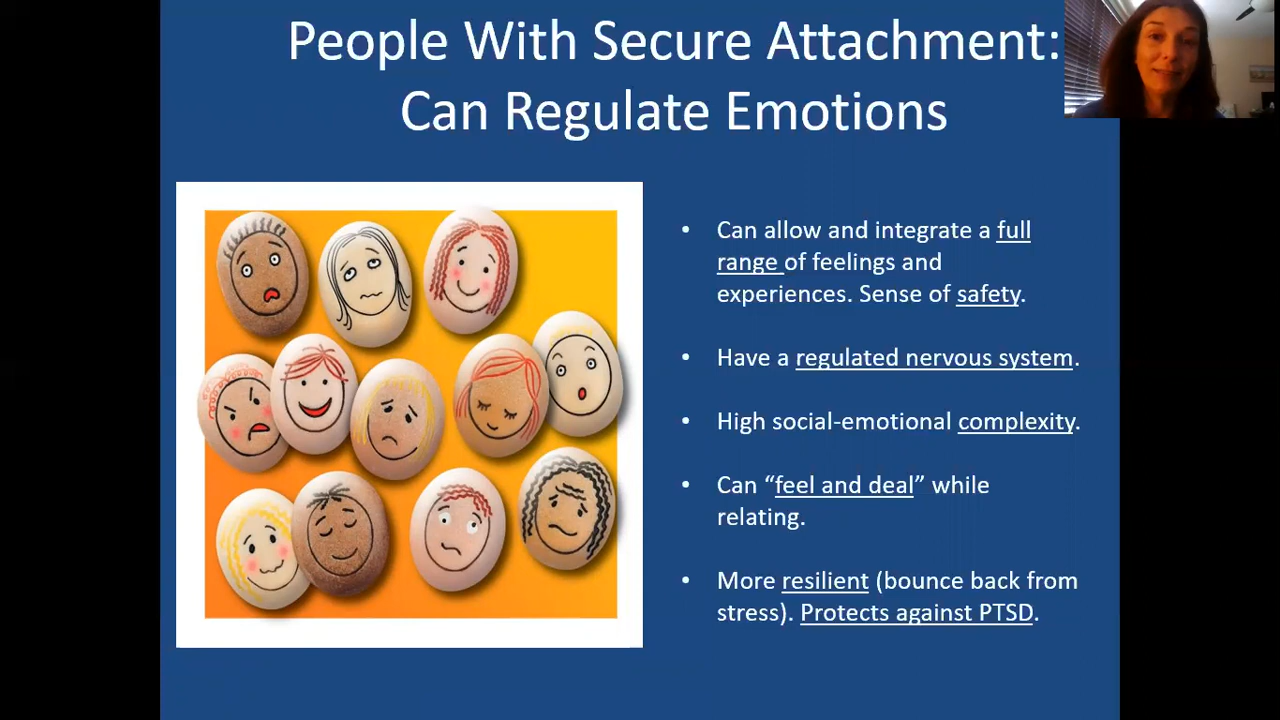 People With Secure Attachment:
Can Regulate Emotions
• Can allow and integrate a full
range of feelings and
experiences. Sense of safety.
• Have a regulated nervous system.
• High social-emotional complexity.
• Can “feel and deal” while
relating.
• More resilient (bounce back from
stress). Protects against PTSD.